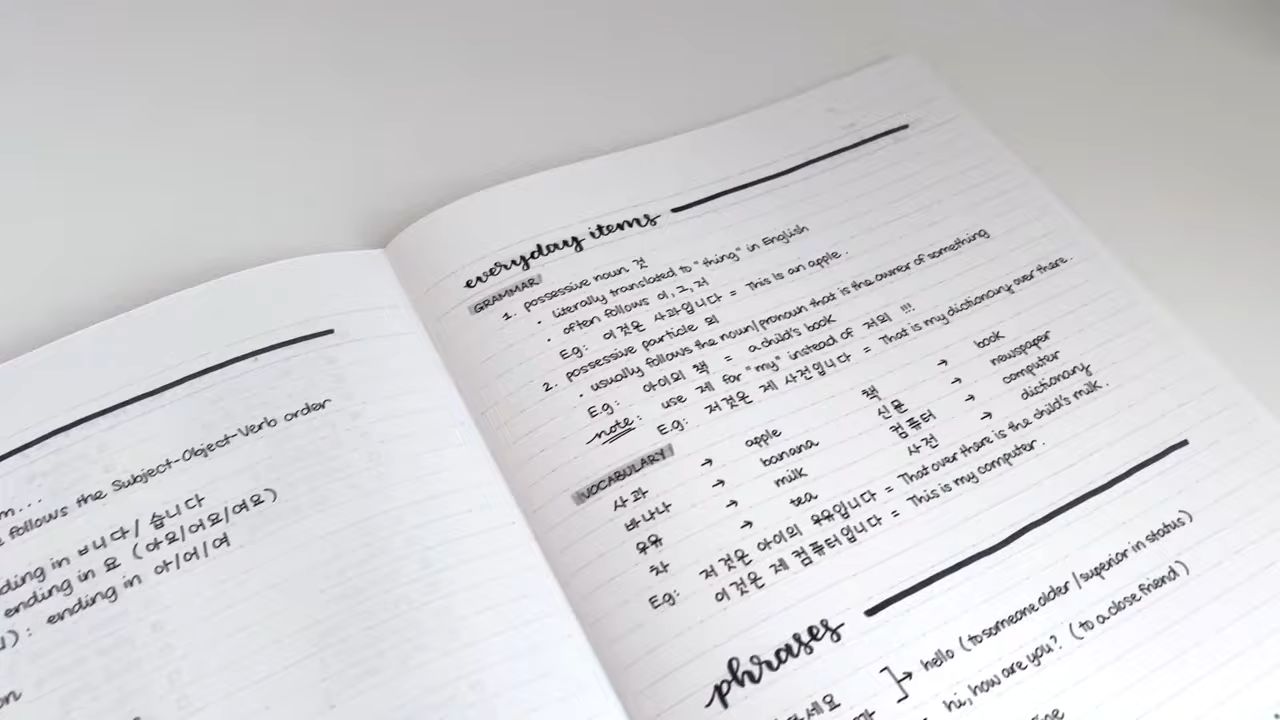 follows the Subject-Object-Verb order
ending in ㅂ니다/습니다
ending in 요 (아요/어요/여요)
: ending in 아/어/여
everyday items
GRAMMAR
1. possessive noun 것
• literally translated to "thing" in English
• often follows 이, 그, 저
E.g: 이것은 사과입니다 = This is an apple.
2. possessive particle 의
• usually follows the noun/pronoun that is the owner of something
E.g: 아이의 책 = a child's book
note: use 제 for "my" instead of 저의 !!!
E.g: 저것은 제 사전입니다 = That is my dictionary over there.
VOCABULARY
사과 → apple 책 → book
바나나 → banana 신문 → newspaper
우유 → milk 컴퓨터 → computer
차 → tea 사전 → dictionary
E.g: 저 것은 아이의 우유입니다 = That over there is the child's milk.
이것은 제 컴퓨터입니다 = This is my computer.
phrases
세요 → hello (to someone older/superior in status)
hi, how are you? (to a close friend)